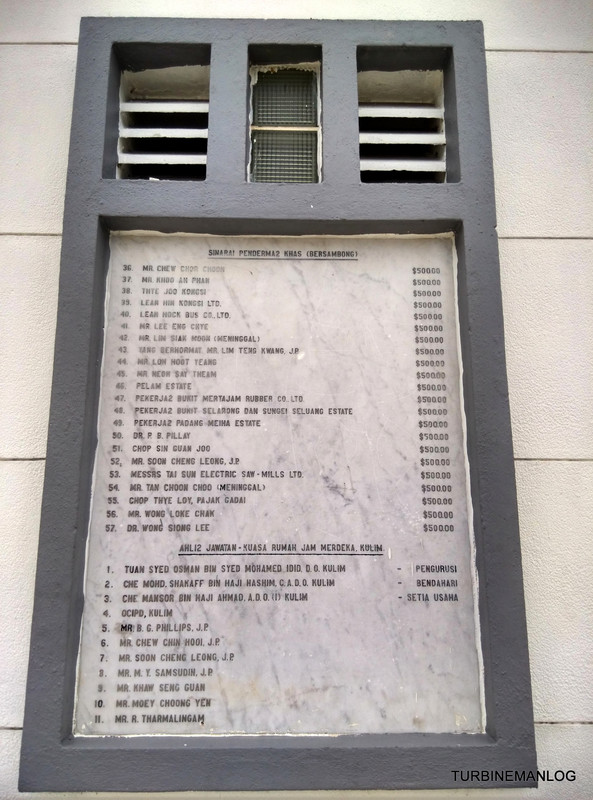 SINARAI PENDERMA2 KHAS (BERSAMBONG)
36. MR. CHEW CHOO CHOON $500.00
37. MR. KHOO AH PHAH $500.00
38. THYE JOO KONGSI $500.00
39. LEAN HIN KONGSI LTD. $500.00
40. LEAN HOCK BUS CO. LTD. $500.00
41. MR LEE ENG CHYE $500.00
42. MR. LIM SIAN MOON (MENINGGAL) $500.00
43. YANG BERHORMAT, MR. LIM TENG KWANG, J.P. $500.00
44. MR. LOH HOOT YEANG $500.00
45. MR. NEOH SAI THEAM $500.00
46. PELAM ESTATE $500.00
47. PEKERJA2 BUKIT MERTAJAM RUBBER CO. LTD. $500.00
48. PEKERJA2 BUKIT SELARONG DAN SUNGEI SELUANG ESTATE $500.00
49. PEKERJA2 PADANG MEIHA ESTATE $500.00
50. DR. P. B. PILLAY $500.00
51. CHOP SIN GUAN JOO $500.00
52. MR. SOON CHENG LEONG, J.P. $500.00
53. MESSRS TAI SUN ELECTRIC SAW-MILLS LTD. $500.00
54. MR. TAN CHOON CHOO (MENINGGAL) $500.00
55. CHOP THYE LOY, PAJAK GADAI $500.00
56. MR. WONG LOKE CHAK $500.00
57. DR. WONG SIONG LEE $500.00
AHLI2 JAWATAN-KUASA RUMAH JAM MERDEKA, KULIM
1. TUAN SYED OSMAN BIN SYED MOHAMED IDID, D.O. KULIM - PENGURUSI
2. CHE MOHD. SHAKAFF BIN HAJI HASHIM, C.A.D.O. KULIM - BENDAHARI
3. CHE MANSOR BIN HAJI AHMAD, A.D.O. (I) KULIM - SETIA USAHA
4. OCIPD, KULIM
5. MR. B. G. PHILLIPS, J.P.
6. MR. CHEW CHIN HOOI, J.P.
7. MR. SOON CHENG LEONG, J.P.
8. MR. M. Y. SAMSUDIN, J.P.
9. MR. KHAW SENG GUAN
10. MR. MOEY CHOONG YEN
11. MR. R. THARMALINGAM
TURBINEMANLOG